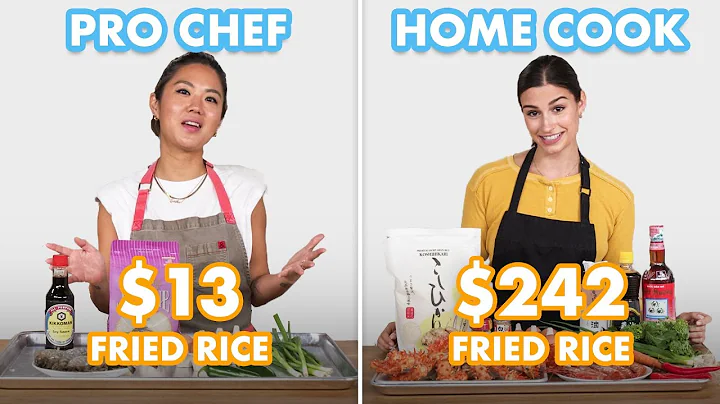 PRO CHEF
HOME COOK
KIKKOMAN
KOSHIHIKARI
こしひかり
$13
FRIED RICE
$242
FRIED RICE